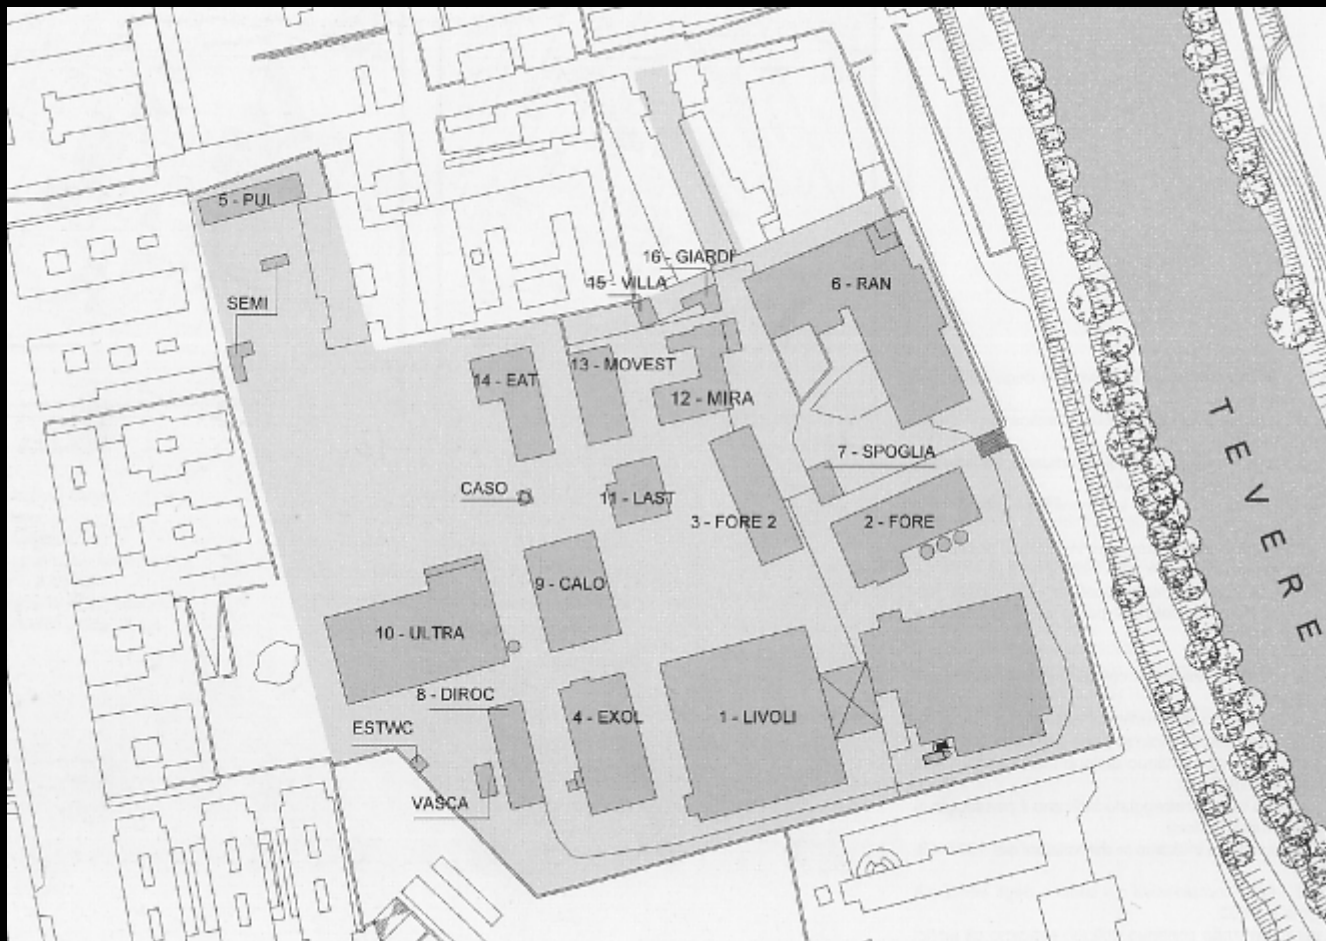 5 - PUL
16 - GIARDI
15 - VILLA
6 - RAN
SEMI
13 - MOVEST
14 - EAT
12 - MIRA
TEVERE
7 - SPOGLIA
CASO
11 - LAST
3 - FORE 2
2 - FORE
9 - CALO
10 - ULTRA
8 - DIROC
4 - EXOL
1 - LIVOLI
ESTWC
VASCA